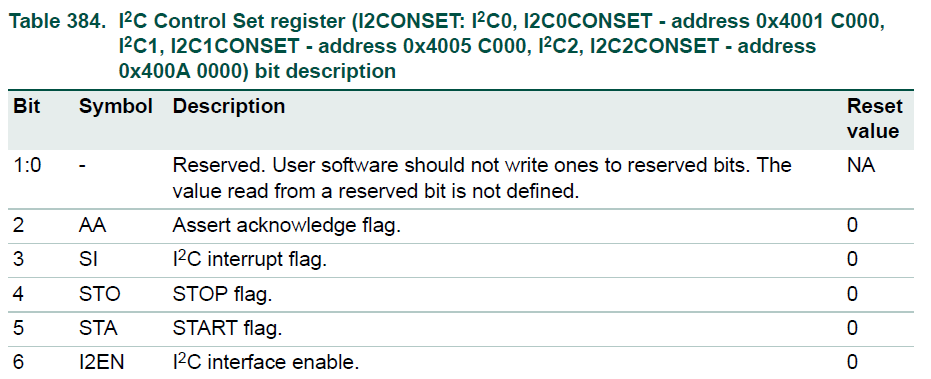 Table 384. I²C Control Set register (I2CONSET: I²C0, I2C0CONSET - address 0x4001 C000,
I²C1, I2C1CONSET - address 0x4005 C000, I²C2, I2C2CONSET - address
0x400A 0000) bit description
Bit Symbol Description Reset
value
1:0 - Reserved. User software should not write ones to reserved bits. The NA
value read from a reserved bit is not defined.
2 AA Assert acknowledge flag. 0
3 SI I²C interrupt flag. 0
4 STO STOP flag. 0
5 STA START flag. 0
6 I2EN I²C interface enable. 0